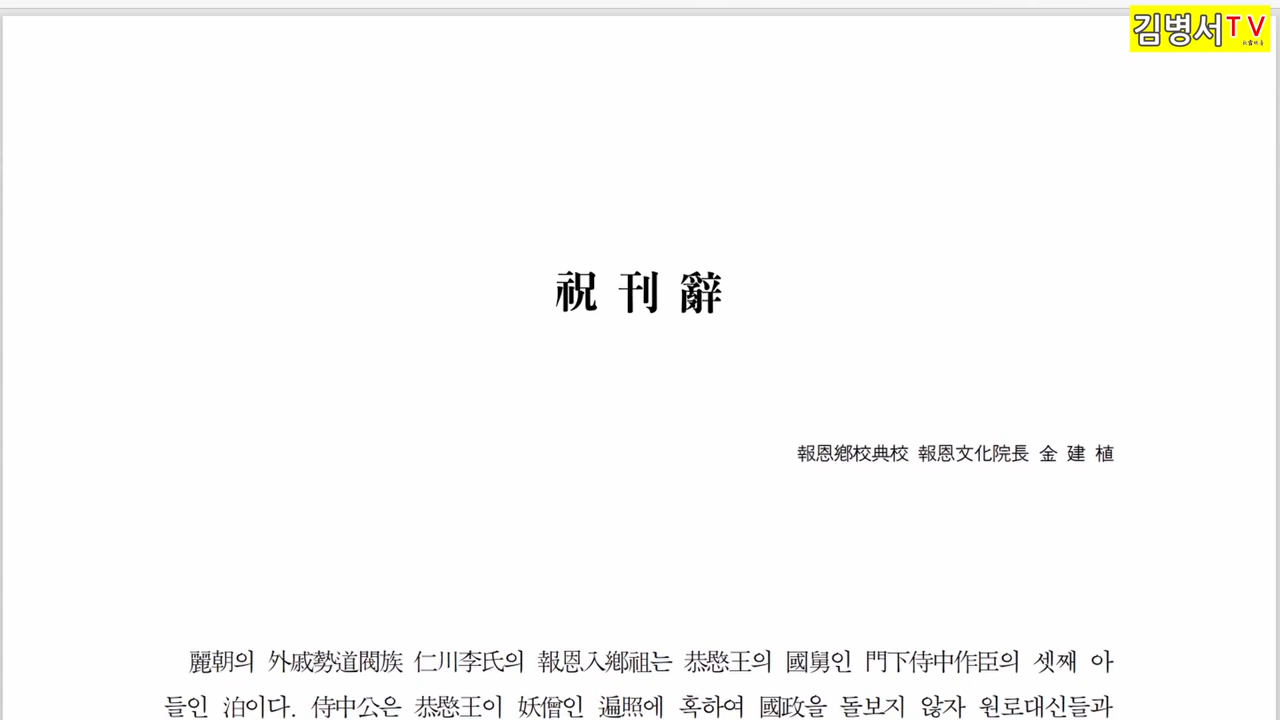 김병서TV
祝刊辭
報恩鄕校典校 報恩文化院長 金 建 植
麗朝의 外戚勢道閥族 仁川李氏의 報恩入鄕祖는 恭愍王의 國舅인 門下侍中作臣의 셋째 아
들인 泊이다. 侍中公은 恭愍王이 妖僧인 遍照에 혹하여 國政을 돌보지 않자 원로대신들과